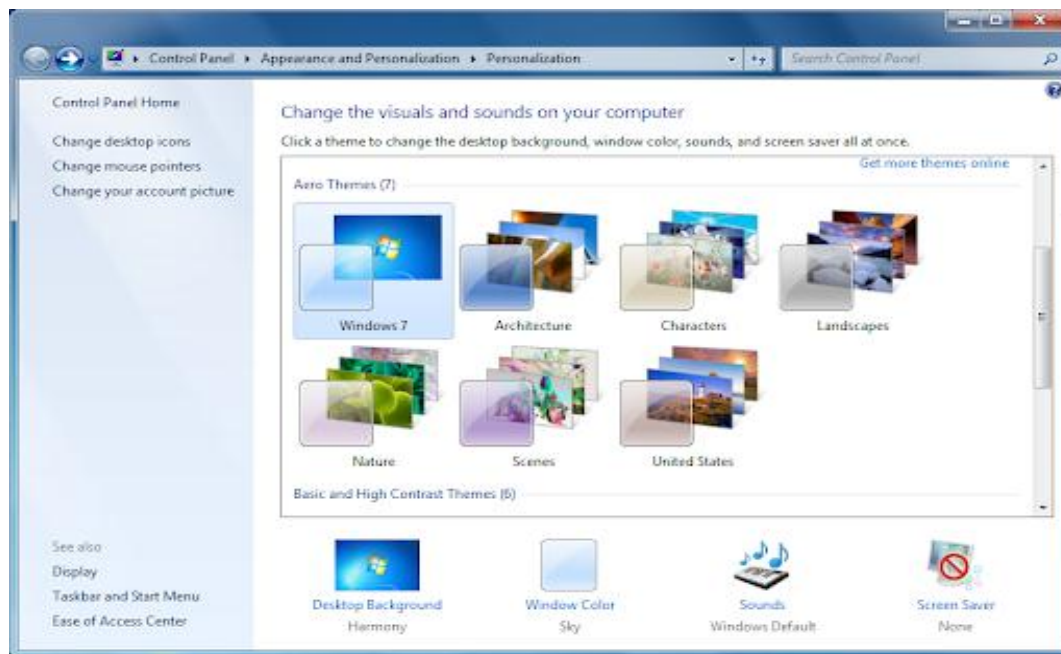 Control Panel ▸ Appearance and Personalization ▸ Personalization
Search Control Panel
Control Panel Home
Change desktop icons
Change mouse pointers
Change your account picture
Change the visuals and sounds on your computer
Click a theme to change the desktop background, window color, sounds, and screen saver all at once.
Get more themes online
Aero Themes (7)
Windows 7
Architecture
Characters
Landscapes
Nature
Scenes
United States
Basic and High Contrast Themes (6)
See also
Display
Taskbar and Start Menu
Ease of Access Center
Desktop Background
Harmony
Window Color
Sky
Sounds
Windows Default
Screen Saver
None